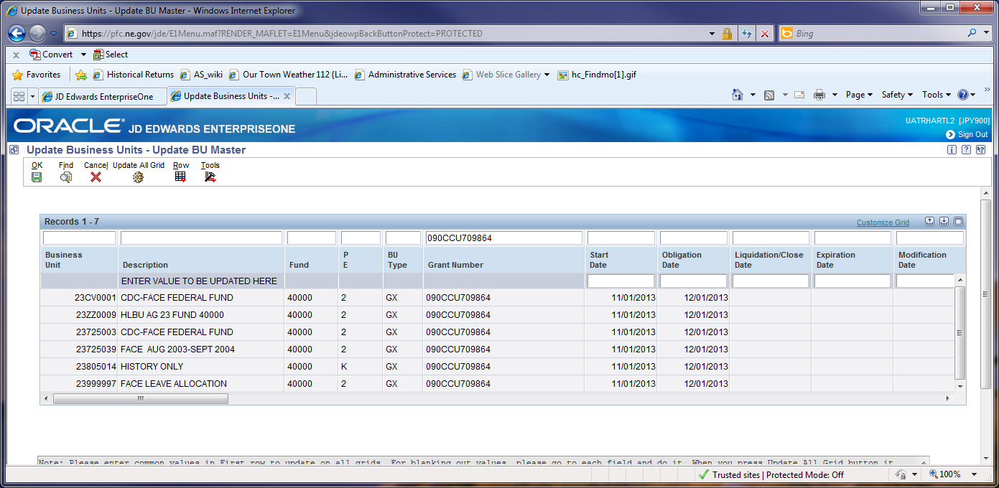 Update Business Units - Update BU Master - Windows Internet Explorer
https://pfc.ne.gov/jde/E1Menu.maf?RENDER_MAFLET=E1Menu&jdeowpBackButtonProtect=PROTECTED
Bing
x Convert Select
Favorites Historical Returns AS_wiki Our Town Weather 112 {Li... Administrative Services Web Slice Gallery hc_Findmo[1].gif
JD Edwards EnterpriseOne Update Business Units -... x Page Safety Tools
ORACLE® JD EDWARDS ENTERPRISEONE
UATRHARTL2 [JPY900]
Sign Out
Update Business Units - Update BU Master
OK Find Cancel Update All Grid Row Tools
Records 1 - 7 Customize Grid
090CCU709864
Business Unit Description Fund P E BU Type Grant Number Start Date Obligation Date Liquidation/Close Date Expiration Date Modification Date
ENTER VALUE TO BE UPDATED HERE
23CV0001 CDC-FACE FEDERAL FUND 40000 2 GX 090CCU709864 11/01/2013 12/01/2013
23ZZ0009 HLBU AG 23 FUND 40000 40000 2 GX 090CCU709864 11/01/2013 12/01/2013
23725003 CDC-FACE FEDERAL FUND 40000 2 GX 090CCU709864 11/01/2013 12/01/2013
23725039 FACE AUG 2003-SEPT 2004 40000 2 GX 090CCU709864 11/01/2013 12/01/2013
23805014 HISTORY ONLY 40000 K GX 090CCU709864 11/01/2013 12/01/2013
23999997 FACE LEAVE ALLOCATION 40000 2 GX 090CCU709864 11/01/2013 12/01/2013
Note: Please enter common values in First row to update on all grids. For blanking out values, please go to each field and do it. When you press Update All Grid button it
Trusted sites | Protected Mode: Off 100%